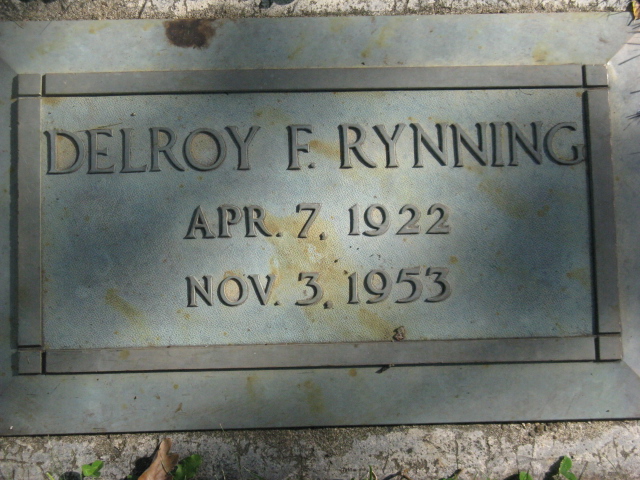 DELROY F. RYNNING
APR. 7, 1922
NOV. 3, 1953